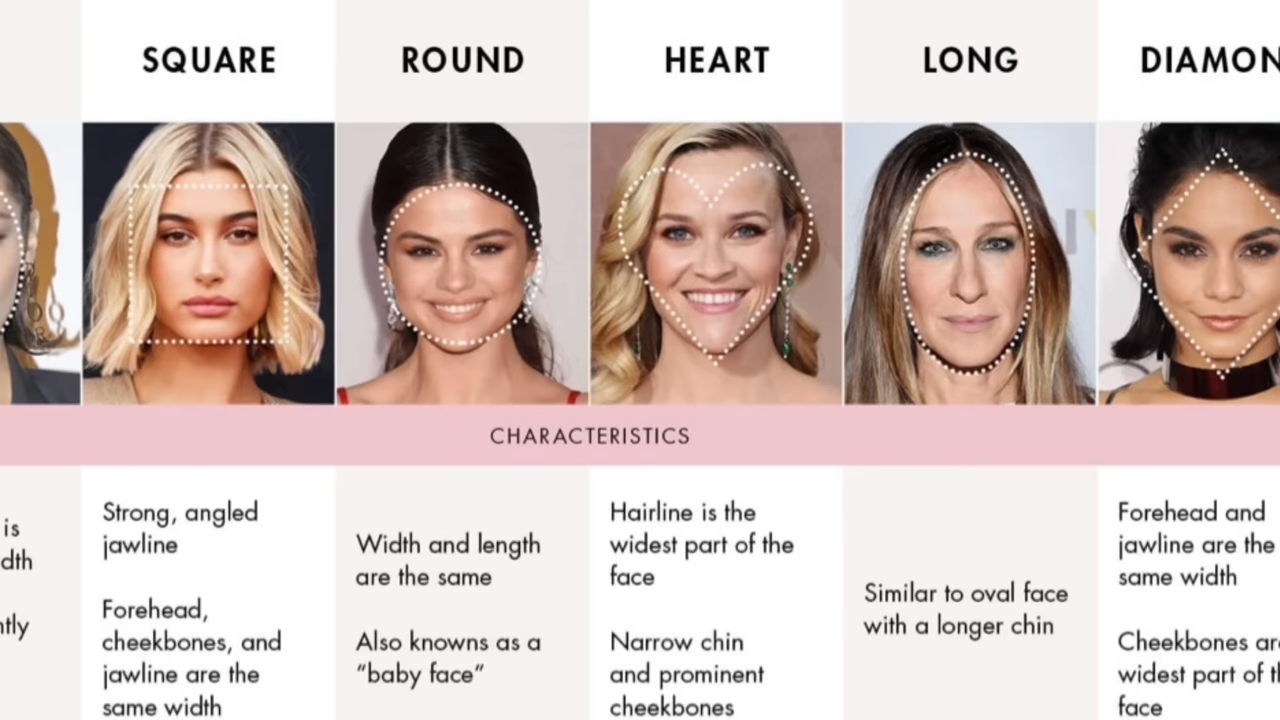 SQUARE
ROUND
HEART
LONG
DIAMON
CHARACTERISTICS
is
dth
ntly
Strong, angled
jawline
Forehead,
cheekbones, and
jawline are the
same width
Width and length
are the same
Also knowns as a
“baby face”
Hairline is the
widest part of the
face
Narrow chin
and prominent
cheekbones
Similar to oval face
with a longer chin
Forehead and
jawline are the
same width
Cheekbones are
widest part of th
face